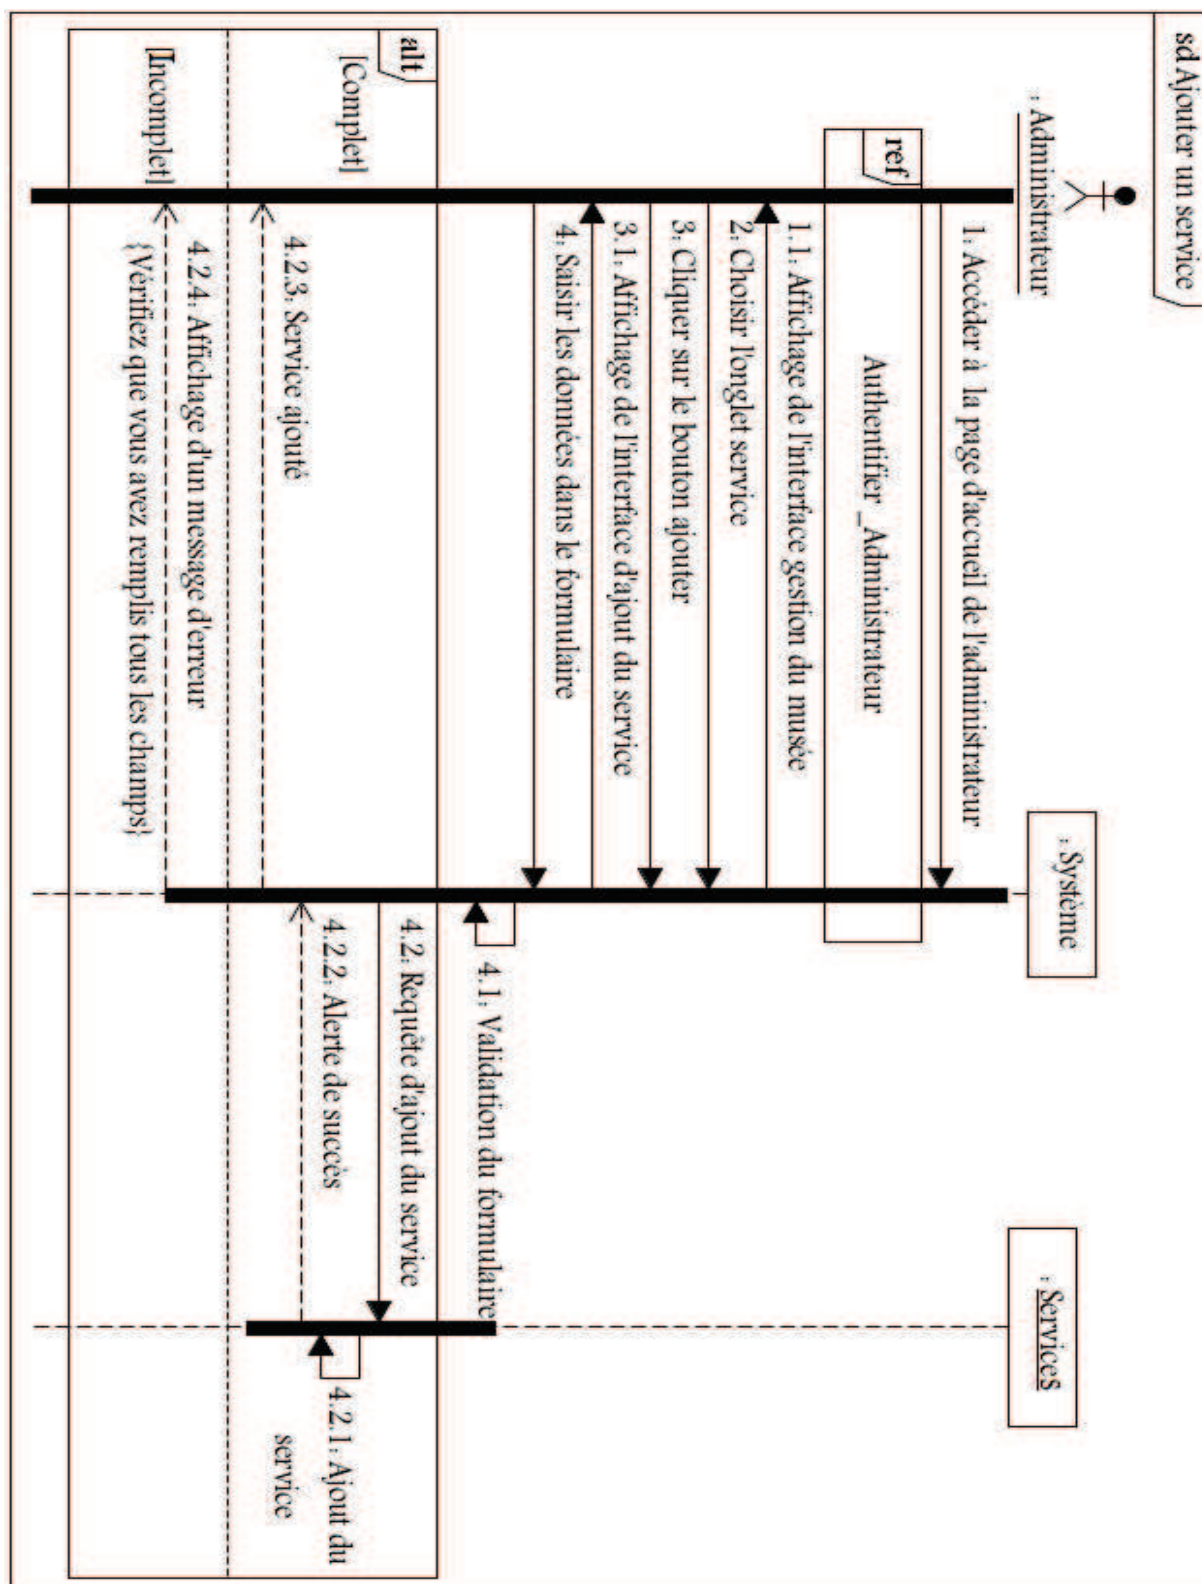 sd Ajouter un service
: Administrateur
: Système
: Services
1: Accéder à la page d'accueil de l'administrateur
ref
Authentifier _Administrateur
1.1: Affichage de l'interface gestion du musée
2: Choisir l'onglet service
3: Cliquer sur le bouton ajouter
3.1: Affichage de l'interface d'ajout du service
4: Saisir les données dans le formulaire
4.1: Validation du formulaire
alt
[Complet]
4.2: Requête d'ajout du service
4.2.1: Ajout du
service
4.2.2: Alerte de succès
4.2.3: Service ajouté
[Incomplet]
4.2.4: Affichage d'un message d'erreur
{Vérifiez que vous avez remplis tous les champs}